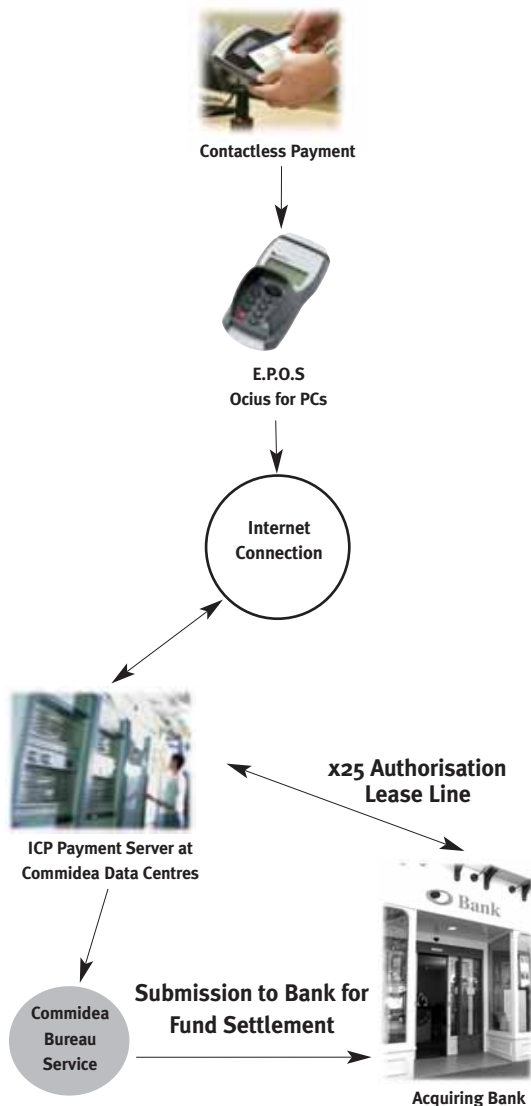 Contactless Payment
E.P.O.S
Ocius for PCs
Internet
Connection
x25 Authorisation
Lease Line
ICP Payment Server at
Commidea Data Centres
Bank
Commidea
Bureau
Service
Submission to Bank for
Fund Settlement
Acquiring Bank